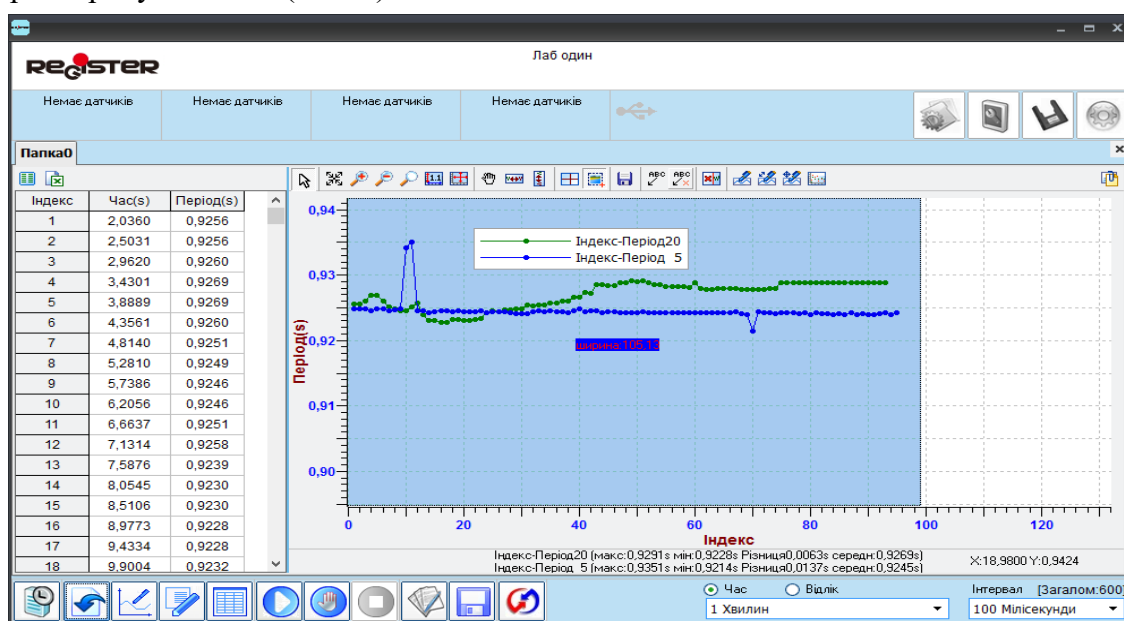 Лаб один
REGISTER
Немає датчиків Немає датчиків Немає датчиків Немає датчиків
Папка0
Індекс Час(s) Період(s)
1 2,0360 0,9256
2 2,5031 0,9256
3 2,9620 0,9260
4 3,4301 0,9269
5 3,8889 0,9269
6 4,3561 0,9260
7 4,8140 0,9251
8 5,2810 0,9249
9 5,7386 0,9246
10 6,2056 0,9246
11 6,6637 0,9251
12 7,1314 0,9258
13 7,5876 0,9239
14 8,0545 0,9230
15 8,5106 0,9230
16 8,9773 0,9228
17 9,4334 0,9228
18 9,9004 0,9232
0,94
0,93
0,92
0,91
0,90
Період(s)
Індекс-Період20
Індекс-Період 5
ширина:105,13
0 20 40 60 80 100 120
Індекс
Індекс-Період20 (макс:0,9291s мін:0,9228s Різниця0,0063s середн:0,9269s)
Індекс-Період 5 (макс:0,9351s мін:0,9214s Різниця0,0137s середн:0,9245s)
X:18,9800 Y:0,9424
Час Відлік
1 Хвилин
Інтервал [Загалом:600]
100 Мілісекунди